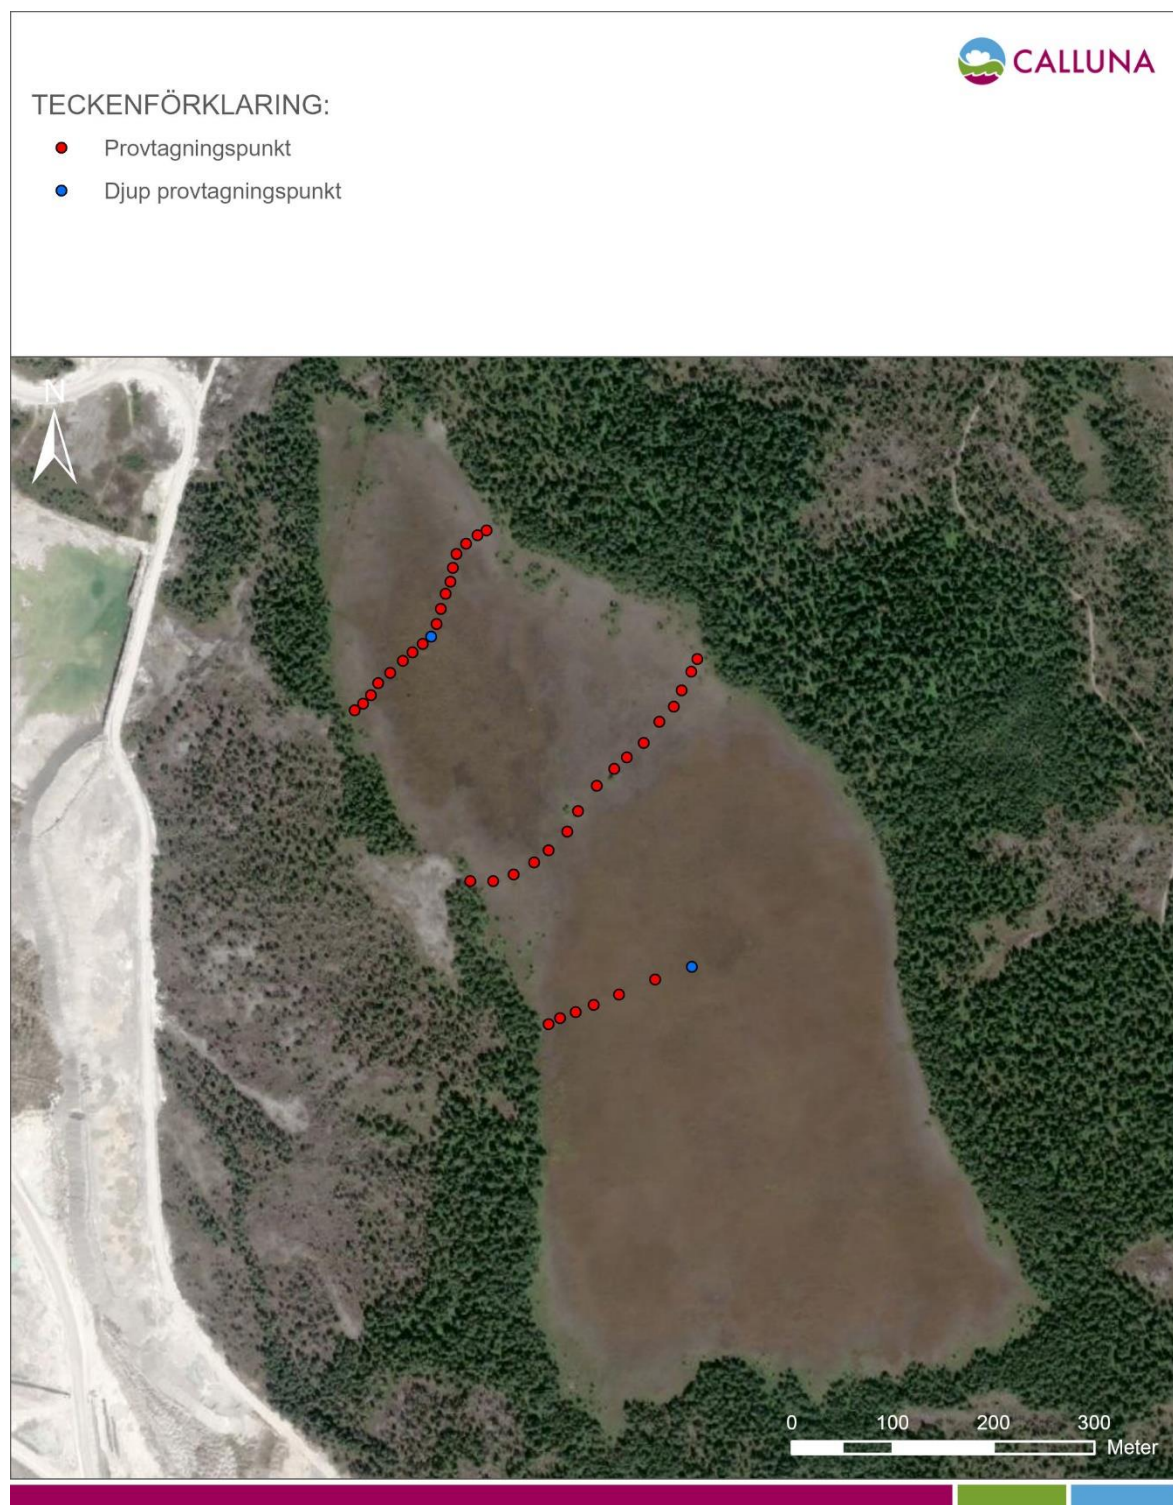 CALLUNA
TECKENFÖRKLARING:
Provtagningspunkt
Djup provtagningspunkt
N
0 100 200 300
Meter